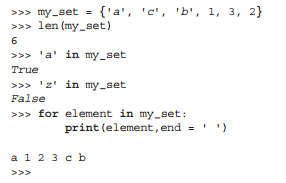 >>> my_set = {'a', 'c', 'b', 1, 3, 2}
>>> len(my_set)
6
>>> 'a' in my_set
True
>>> 'z' in my_set
False
>>> for element in my_set:
        print(element,end = ' ')

a 1 2 3 c b
>>>